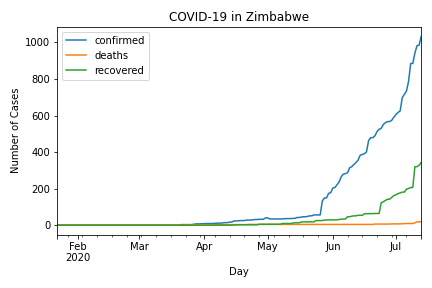 COVID-19 in Zimbabwe
confirmed
deaths
recovered
1000
800
600
400
200
0
Number of Cases
Feb Mar Apr May Jun Jul
2020
Day